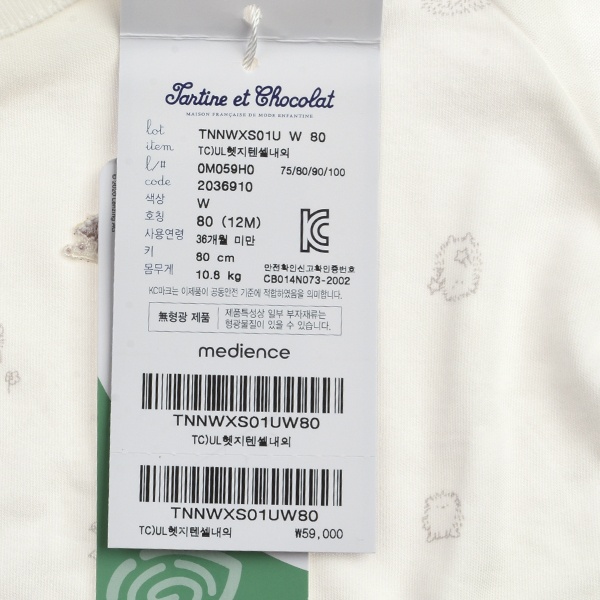 Tartine et Chocolat
MAISON FRANÇAISE DE MODE ENFANTINE
lot TNNWXS01U W 80
item TC)UL헷지텐셀내의
l/# 0M059H0 75/80/90/100
code 2036910
색상 W
호칭 80 (12M)
사용연령 36개월 미만
키 80 cm
몸무게 10.8 kg
안전확인신고확인증번호
CB014N073-2002
KC마크는 이제품이 공동안전 기준에 적합하였음을 의미합니다.
無형광 제품 제품특성상 일부 부자재류는
형광물질이 있을 수 있습니다.
medience
TNNWXS01UW80
TC)UL헷지텐셀내의
TNNWXS01UW80
TC)UL헷지텐셀내의 ₩59,000